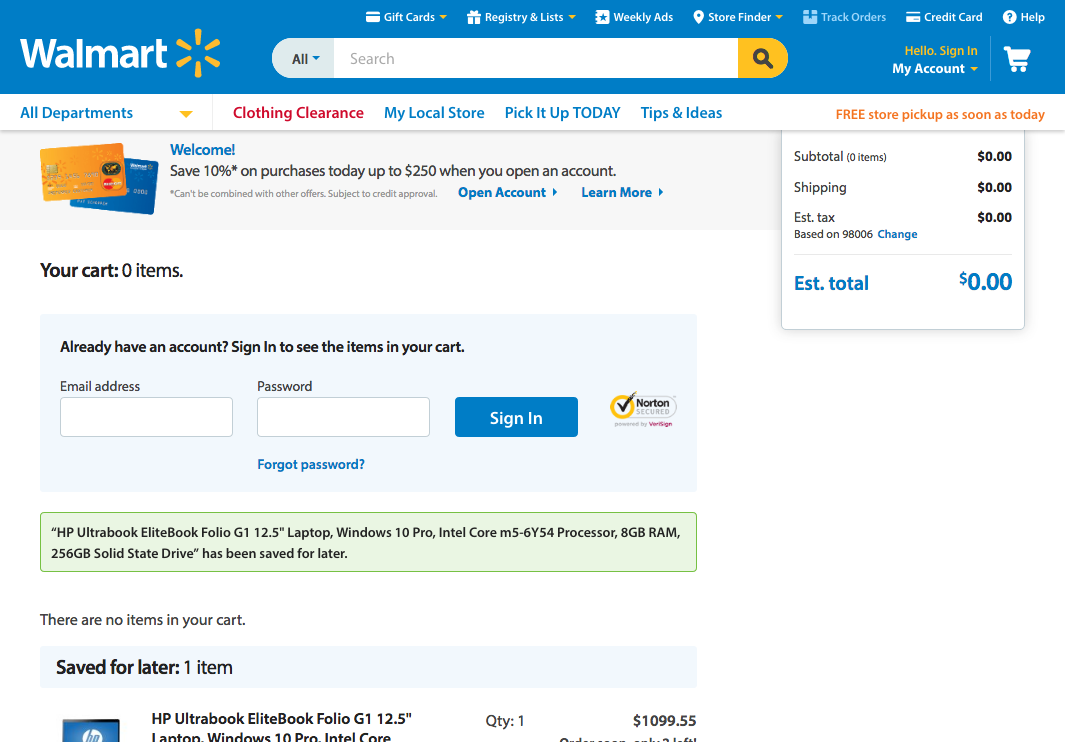 Gift Cards
Registry & Lists
Weekly Ads
Store Finder
Track Orders
Credit Card
Help
Walmart
All
Search
Hello. Sign In
My Account
All Departments
Clothing Clearance
My Local Store
Pick It Up TODAY
Tips & Ideas
FREE store pickup as soon as today
Welcome!
Save 10%* on purchases today up to $250 when you open an account.
*Can't be combined with other offers. Subject to credit approval.
Open Account
Learn More
Subtotal (0 items) $0.00
Shipping $0.00
Est. tax $0.00
Based on 98006 Change
Est. total $0.00
Your cart: 0 items.
Already have an account? Sign In to see the items in your cart.
Email address
Password
Sign In
Norton
SECURED
powered by VeriSign
Forgot password?
“HP Ultrabook EliteBook Folio G1 12.5" Laptop, Windows 10 Pro, Intel Core m5-6Y54 Processor, 8GB RAM,
256GB Solid State Drive” has been saved for later.
There are no items in your cart.
Saved for later: 1 item
HP Ultrabook EliteBook Folio G1 12.5"
Laptop, Windows 10 Pro, Intel Core
Qty: 1
$1099.55
Order soon, only 2 left!